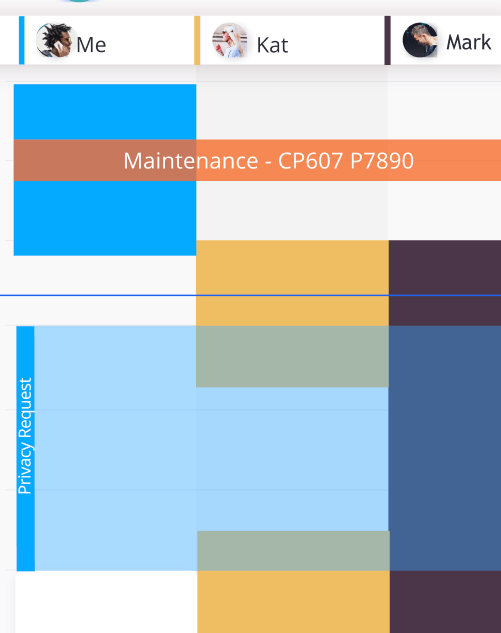 Me
Kat
Mark
Maintenance - CP607 P7890
Privacy Request